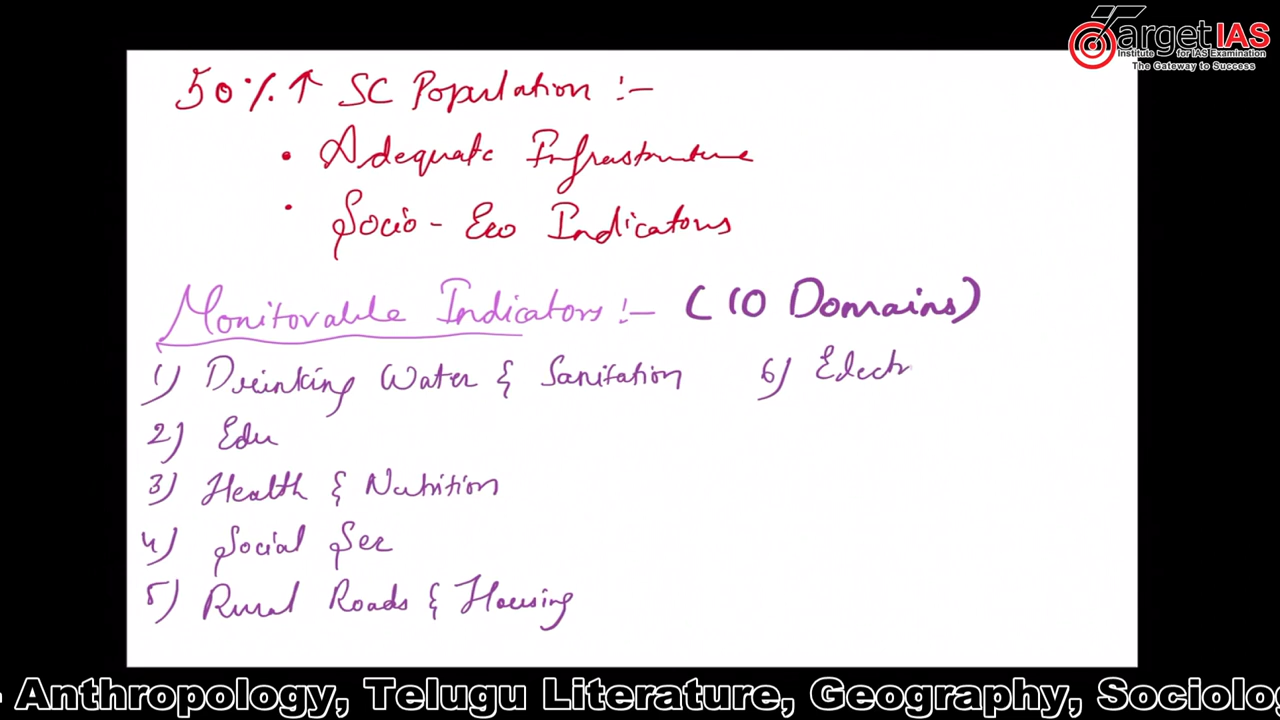 Target IAS
Institute for IAS Examination
The Gateway to Success
50% ↑ SC Population :-
• Adequate Infrastructure
• Socio - Eco Indicators
Monitorable Indicators :- (10 Domains)
1) Drinking Water & Sanitation
2) Edu
3) Health & Nutrition
4) Social Sec
5) Rural Roads & Housing
6) Electr
- Anthropology, Telugu Literature, Geography, Sociolog